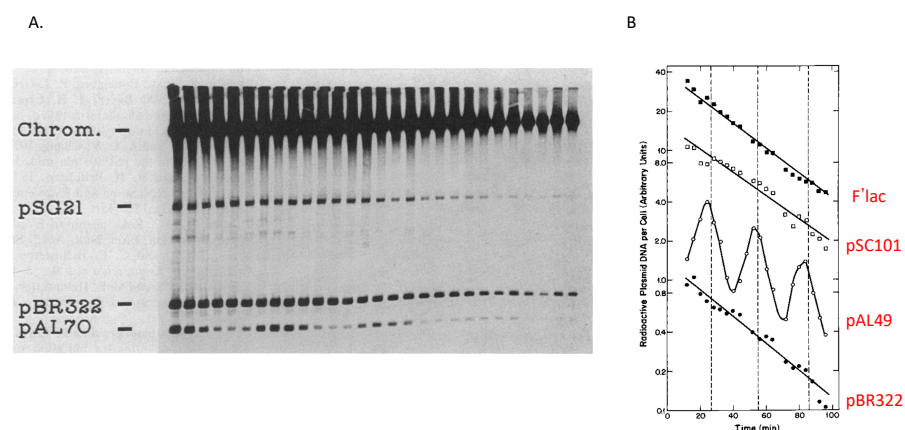 A.
B
Chrom.
pSG21
pBR322
pAL70
Radioactive Plasmid DNA per Cell (Arbitrary Units)
40
20
10
8.0
4.0
2.0
1.0
0.8
0.4
0.2
0.1
0
20
40
60
80
100
Time (min)
F'lac
pSC101
pAL49
pBR322